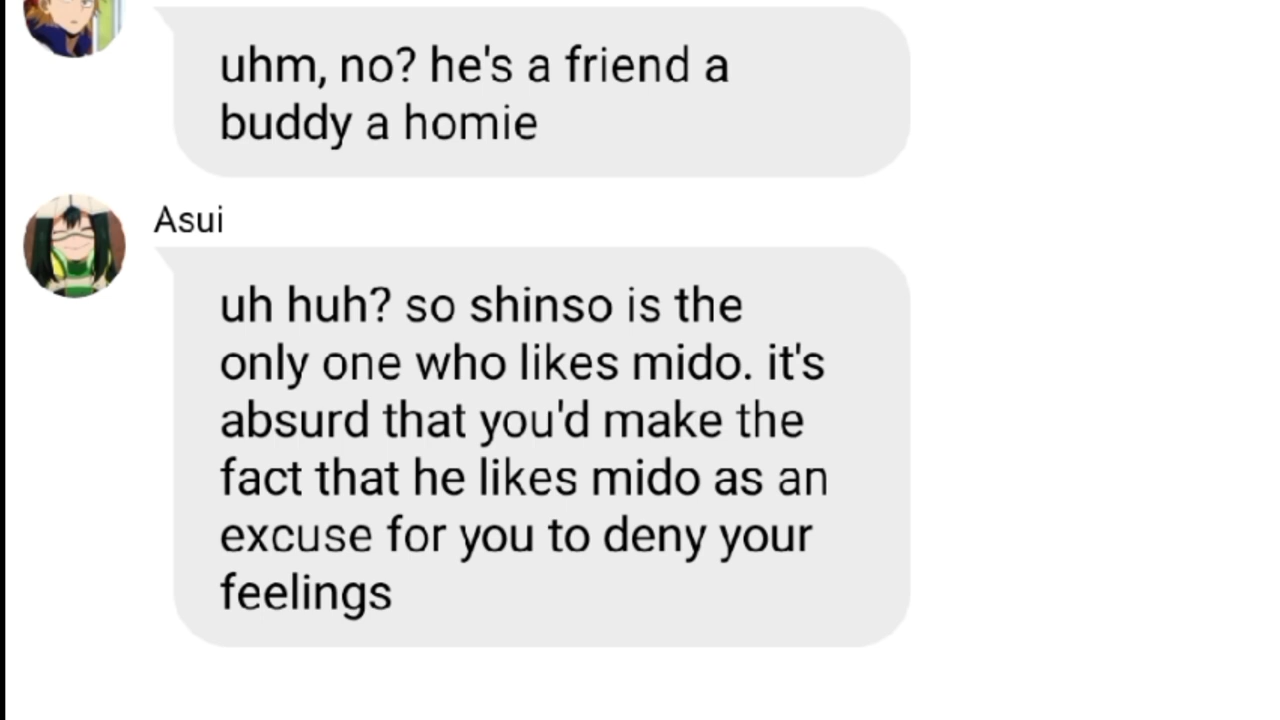 uhm, no? he's a friend a
buddy a homie
Asui
uh huh? so shinso is the
only one who likes mido. it's
absurd that you'd make the
fact that he likes mido as an
excuse for you to deny your
feelings